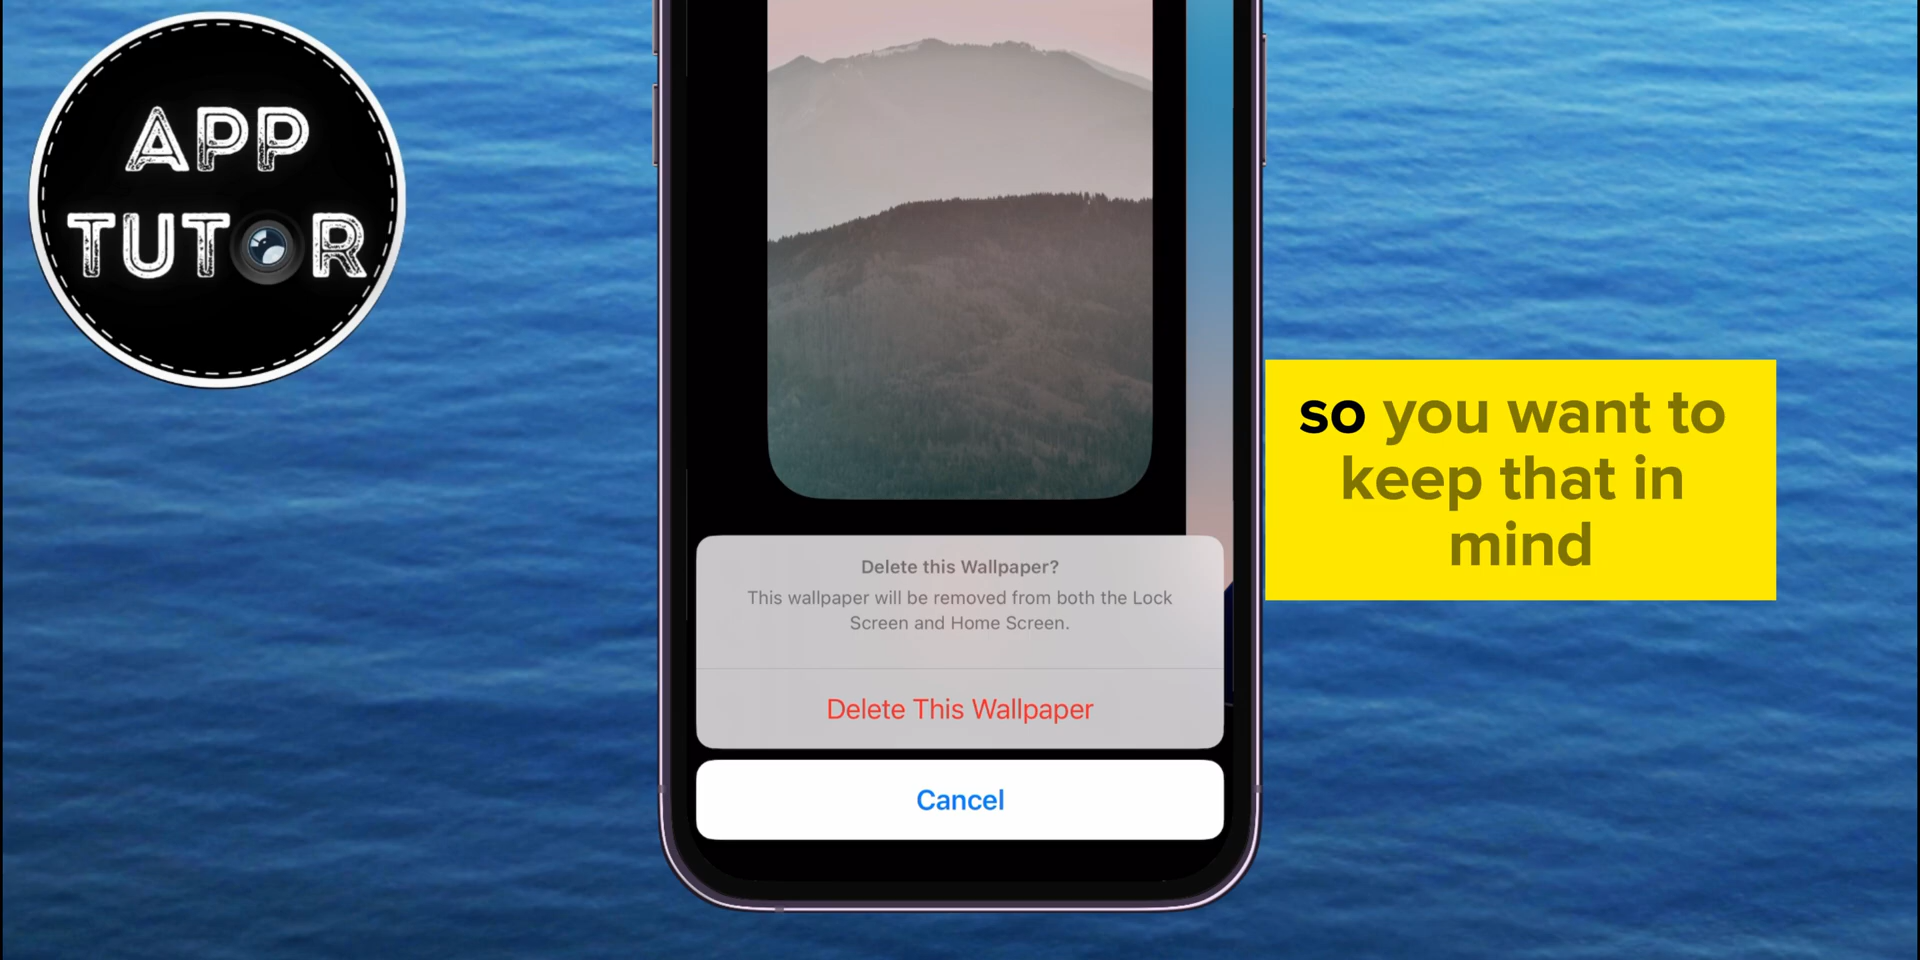 APP
TUTOR
so you want to
keep that in
mind
Delete this Wallpaper?
This wallpaper will be removed from both the Lock
Screen and Home Screen.
Delete This Wallpaper
Cancel